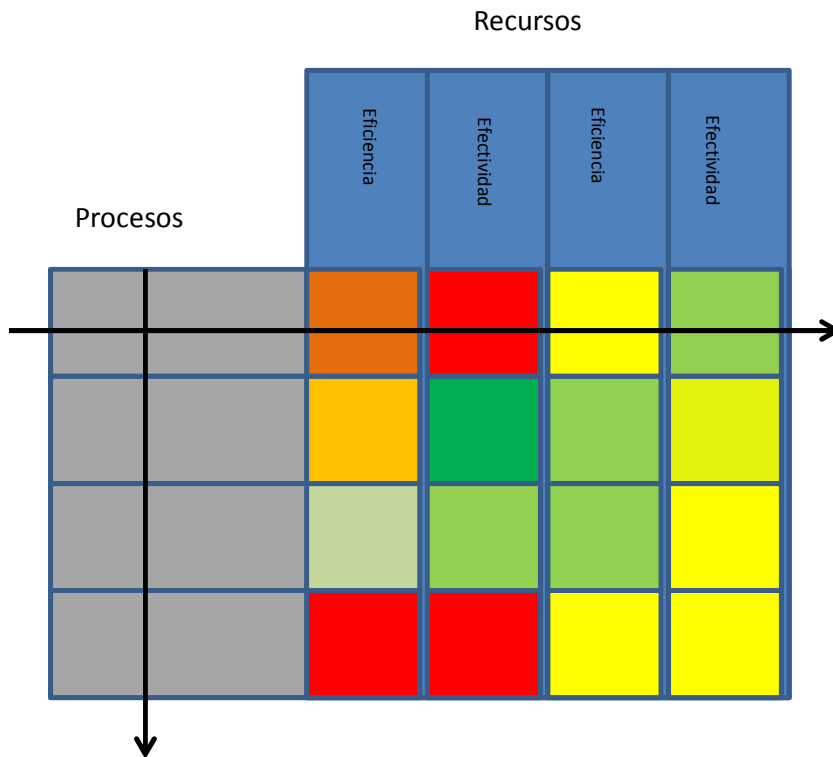 Recursos
Eficiencia
Efectividad
Eficiencia
Efectividad
Procesos